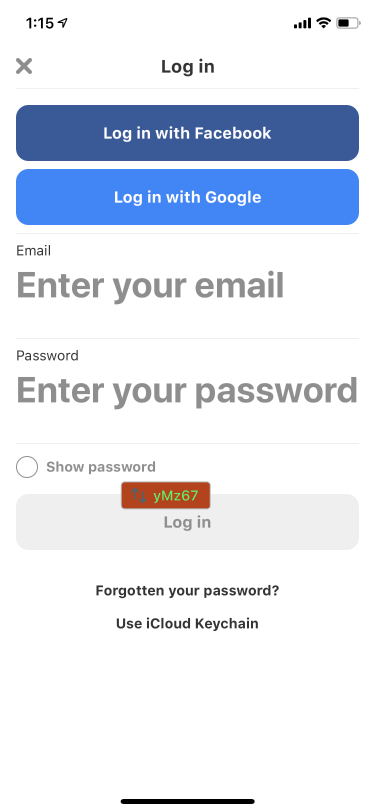 1:15
Log in
Log in with Facebook
Log in with Google
Email
Enter your email
Password
Enter your password
Show password
yMz67
Log in
Forgotten your password?
Use iCloud Keychain